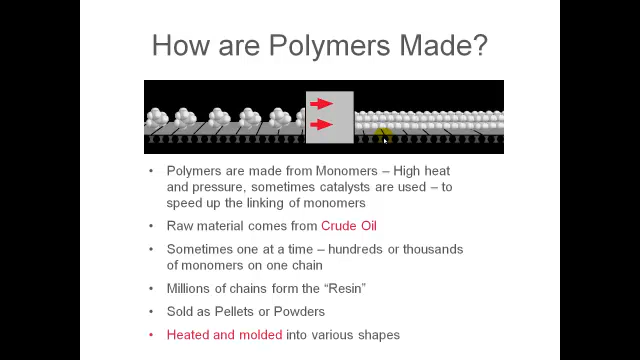 How are Polymers Made?
• Polymers are made from Monomers – High heat
and pressure, sometimes catalysts are used – to
speed up the linking of monomers
• Raw material comes from Crude Oil
• Sometimes one at a time – hundreds or thousands
of monomers on one chain
• Millions of chains form the “Resin”
• Sold as Pellets or Powders
• Heated and molded into various shapes